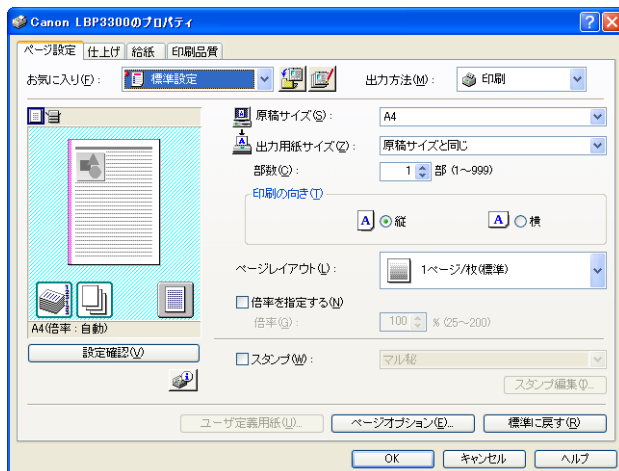 Canon LBP3300のプロパティ
ページ設定 仕上げ 給紙 印刷品質
お気に入り(F): 標準設定 出力方法(M): 印刷
原稿サイズ(S): A4
出力用紙サイズ(Z): 原稿サイズと同じ
部数(C): 1 部 (1～999)
印刷の向き(T)
A 縦 A 横
ページレイアウト(L): 1ページ/枚(標準)
倍率を指定する(N)
倍率(G): 100 % (25～200)
A4(倍率:自動)
設定確認(V)
スタンプ(W): マル秘
スタンプ編集(I)...
ユーザ定義用紙(U)... ページオプション(E)... 標準に戻す(R)
OK キャンセル ヘルプ